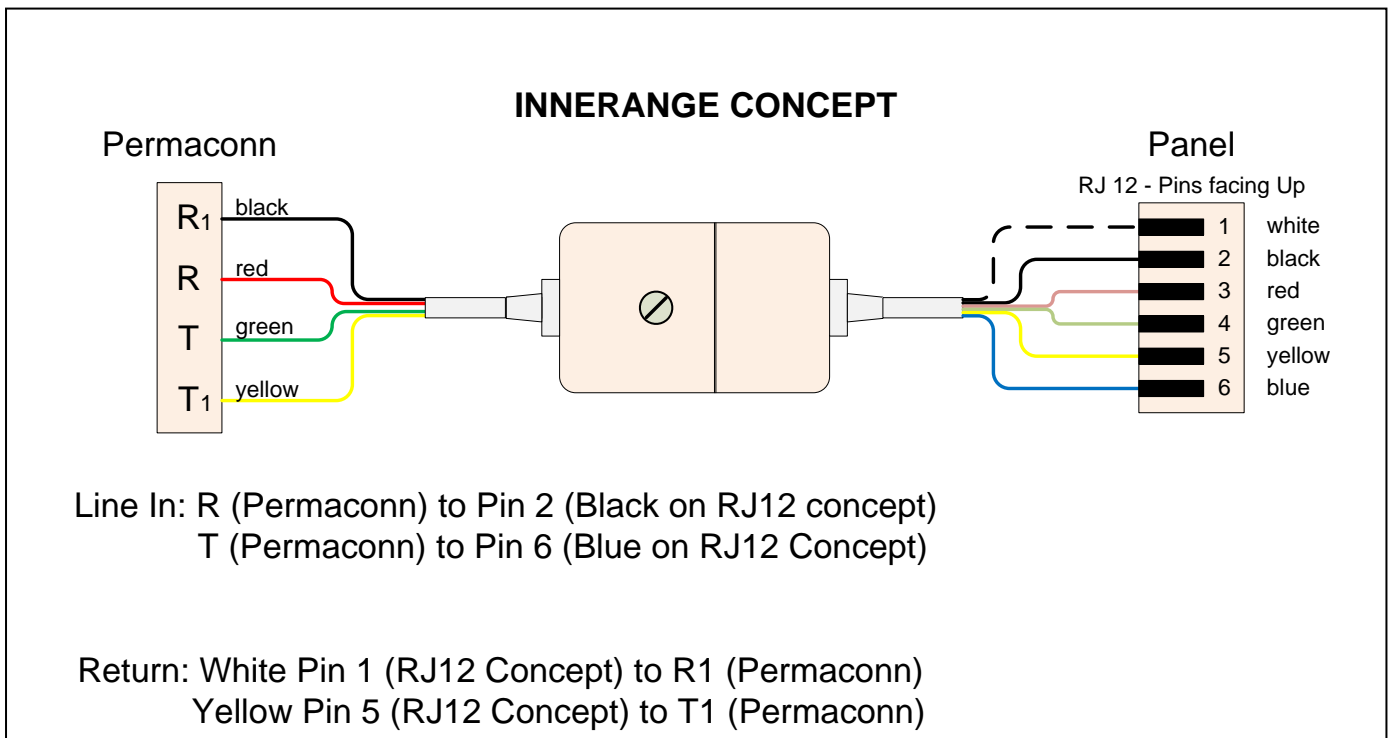 INNERANGE CONCEPT
Permaconn
Panel
RJ 12 - Pins facing Up
R1 black
R red
T green
T1 yellow
1 white
2 black
3 red
4 green
5 yellow
6 blue
Line In: R (Permaconn) to Pin 2 (Black on RJ12 concept)
T (Permaconn) to Pin 6 (Blue on RJ12 Concept)
Return: White Pin 1 (RJ12 Concept) to R1 (Permaconn)
Yellow Pin 5 (RJ12 Concept) to T1 (Permaconn)